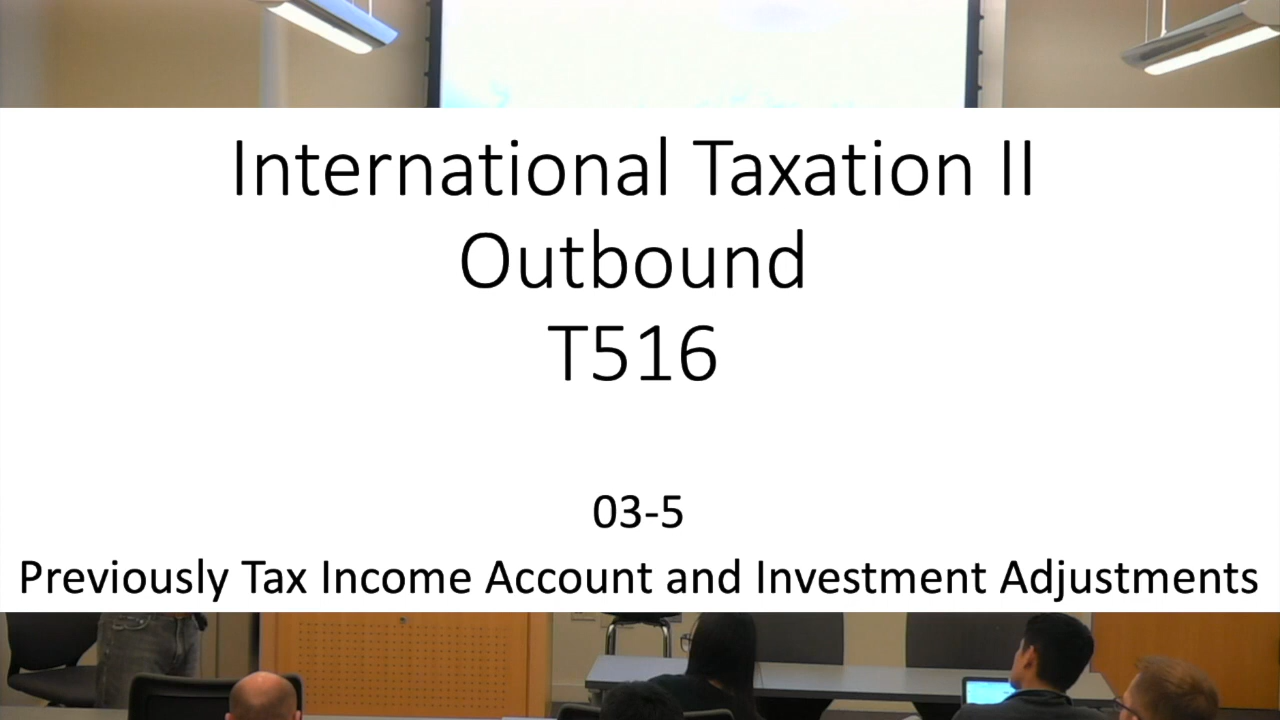 International Taxation II
Outbound
T516
03-5
Previously Tax Income Account and Investment Adjustments